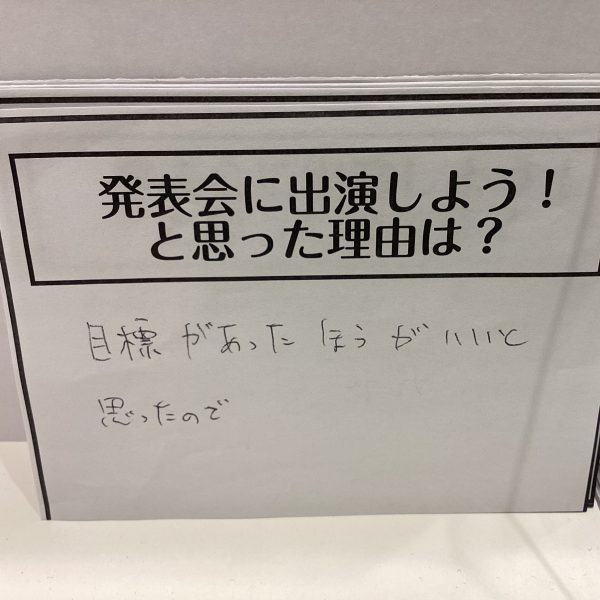 発表会に出演しよう!
と思った理由は?
目標があったほうがいいと
思ったので